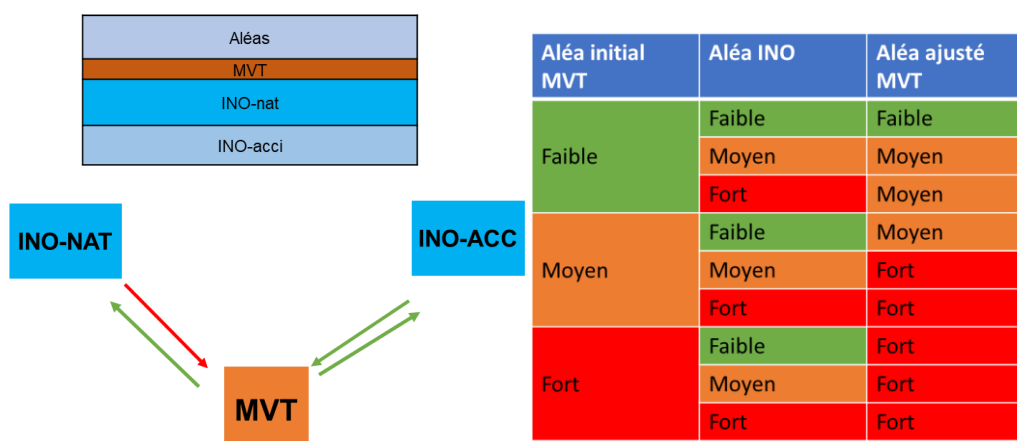 Aléas
MVT
INO-nat
INO-acci
INO-NAT
INO-ACC
MVT
Aléa initial MVT
Aléa INO
Aléa ajusté MVT
Faible
Faible
Faible
Moyen
Moyen
Fort
Moyen
Moyen
Faible
Moyen
Moyen
Fort
Fort
Fort
Fort
Faible
Fort
Moyen
Fort
Fort
Fort